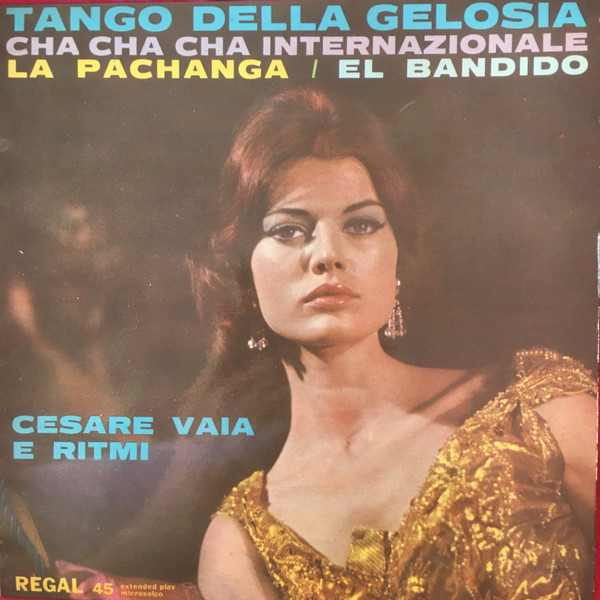 TANGO DELLA GELOSIA
CHA CHA CHA INTERNAZIONALE
LA PACHANGA / EL BANDIDO
CESARE VAIA
E RITMI
REGAL 45 extended play
microsolco